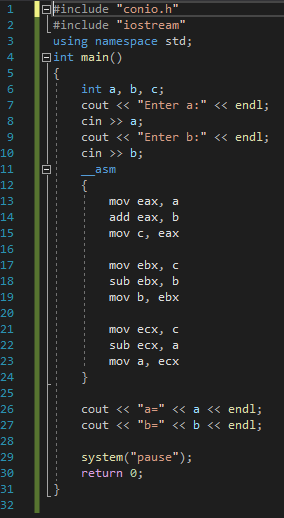 1 #include "conio.h"
2 #include "iostream"
3 using namespace std;
4 int main()
5 {
6 int a, b, c;
7 cout << "Enter a:" << endl;
8 cin >> a;
9 cout << "Enter b:" << endl;
10 cin >> b;
11 __asm
12 {
13 mov eax, a
14 add eax, b
15 mov c, eax
16
17 mov ebx, c
18 sub ebx, b
19 mov b, ebx
20
21 mov ecx, c
22 sub ecx, a
23 mov a, ecx
24 }
25
26 cout << "a=" << a << endl;
27 cout << "b=" << b << endl;
28
29 system("pause");
30 return 0;
31 }
32